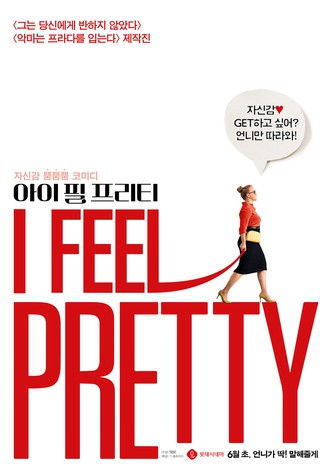 <그는 당신에게 반하지 않았다>
<악마는 프라다를 입는다> 제작진
자신감♥
GET하고 싶어?
언니만 따라와!
자신감 뿜뿜뿜 코미디
아이 필 프리티
I FEEL
PRETTY
롯데시네마
6월 초, 언니가 딱! 말해줄게